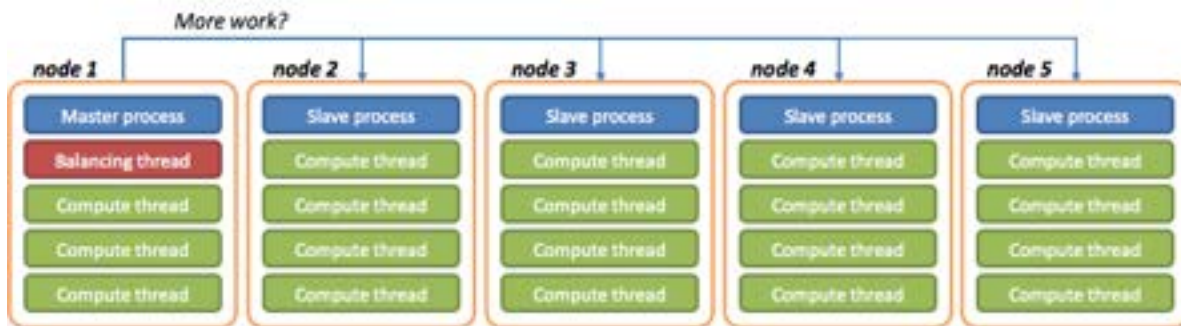 More work?
node 1 node 2 node 3 node 4 node 5
Master process Slave process Slave process Slave process Slave process
Balancing thread Compute thread Compute thread Compute thread Compute thread
Compute thread Compute thread Compute thread Compute thread Compute thread
Compute thread Compute thread Compute thread Compute thread Compute thread
Compute thread Compute thread Compute thread Compute thread Compute thread